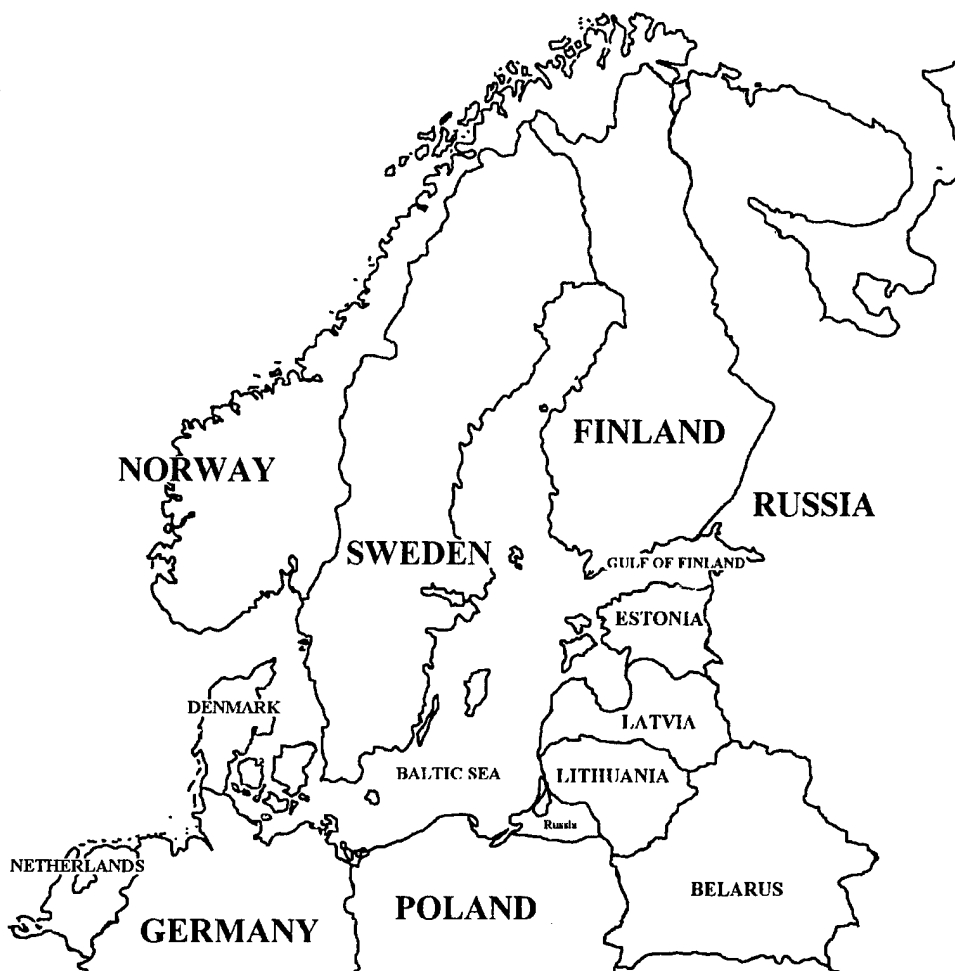 FINLAND
NORWAY
RUSSIA
SWEDEN
GULF OF FINLAND
ESTONIA
DENMARK
LATVIA
BALTIC SEA
LITHUANIA
Russia
NETHERLANDS
BELARUS
POLAND
GERMANY